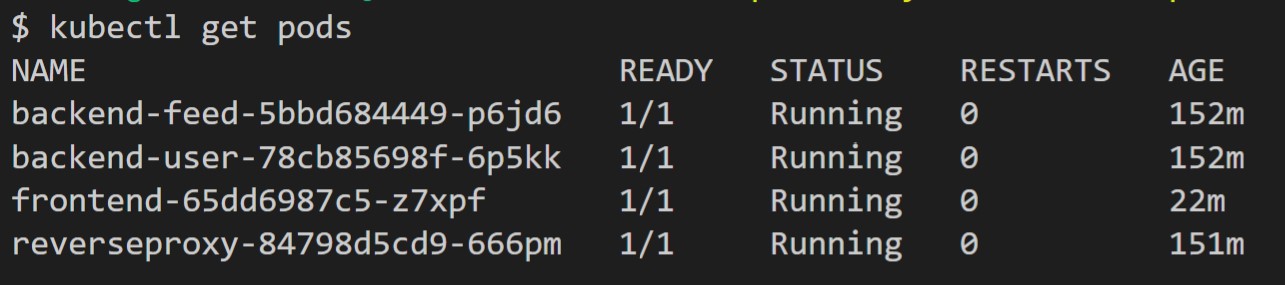 $ kubectl get pods
NAME READY STATUS RESTARTS AGE
backend-feed-5bbd684449-p6jd6 1/1 Running 0 152m
backend-user-78cb85698f-6p5kk 1/1 Running 0 152m
frontend-65dd6987c5-z7xpf 1/1 Running 0 22m
reverseproxy-84798d5cd9-666pm 1/1 Running 0 151m